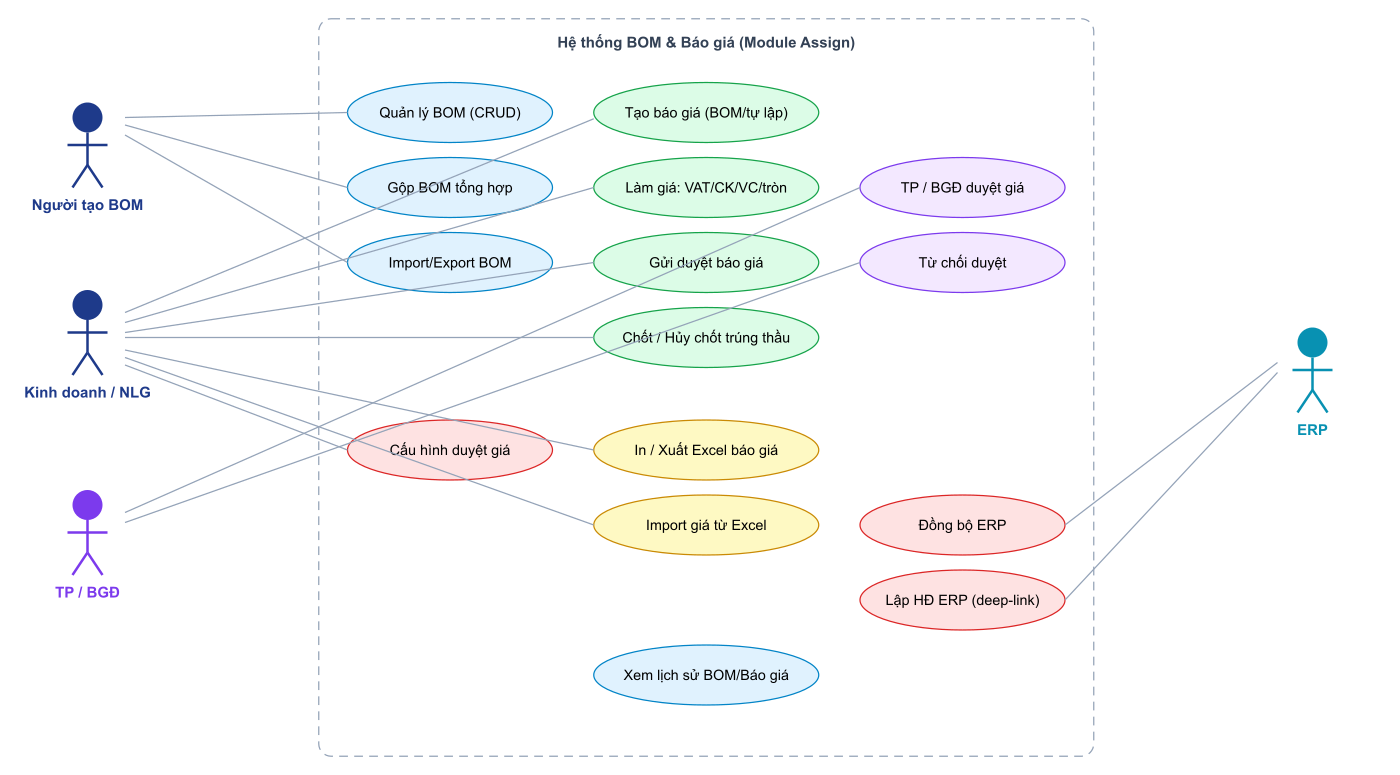 Hệ thống BOM & Báo giá (Module Assign)
Quản lý BOM (CRUD)
Tạo báo giá (BOM/tự lập)
Gộp BOM tổng hợp
Làm giá: VAT/CK/VC/tròn
TP / BGĐ duyệt giá
Người tạo BOM
Import/Export BOM
Gửi duyệt báo giá
Từ chối duyệt
Chốt / Hủy chốt trúng thầu
Kinh doanh / NLG
ERP
Cấu hình duyệt giá
In / Xuất Excel báo giá
Import giá từ Excel
Đồng bộ ERP
TP / BGĐ
Lập HĐ ERP (deep-link)
Xem lịch sử BOM/Báo giá